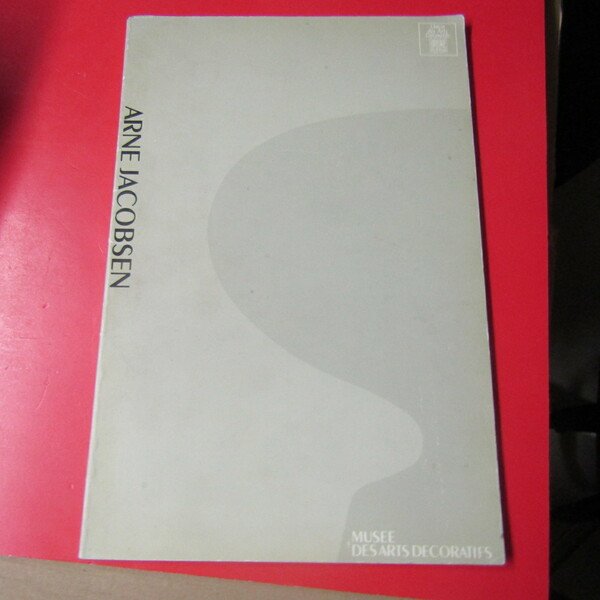 ARNE JACOBSEN
MUSEE
DES ARTS DECORATIFS